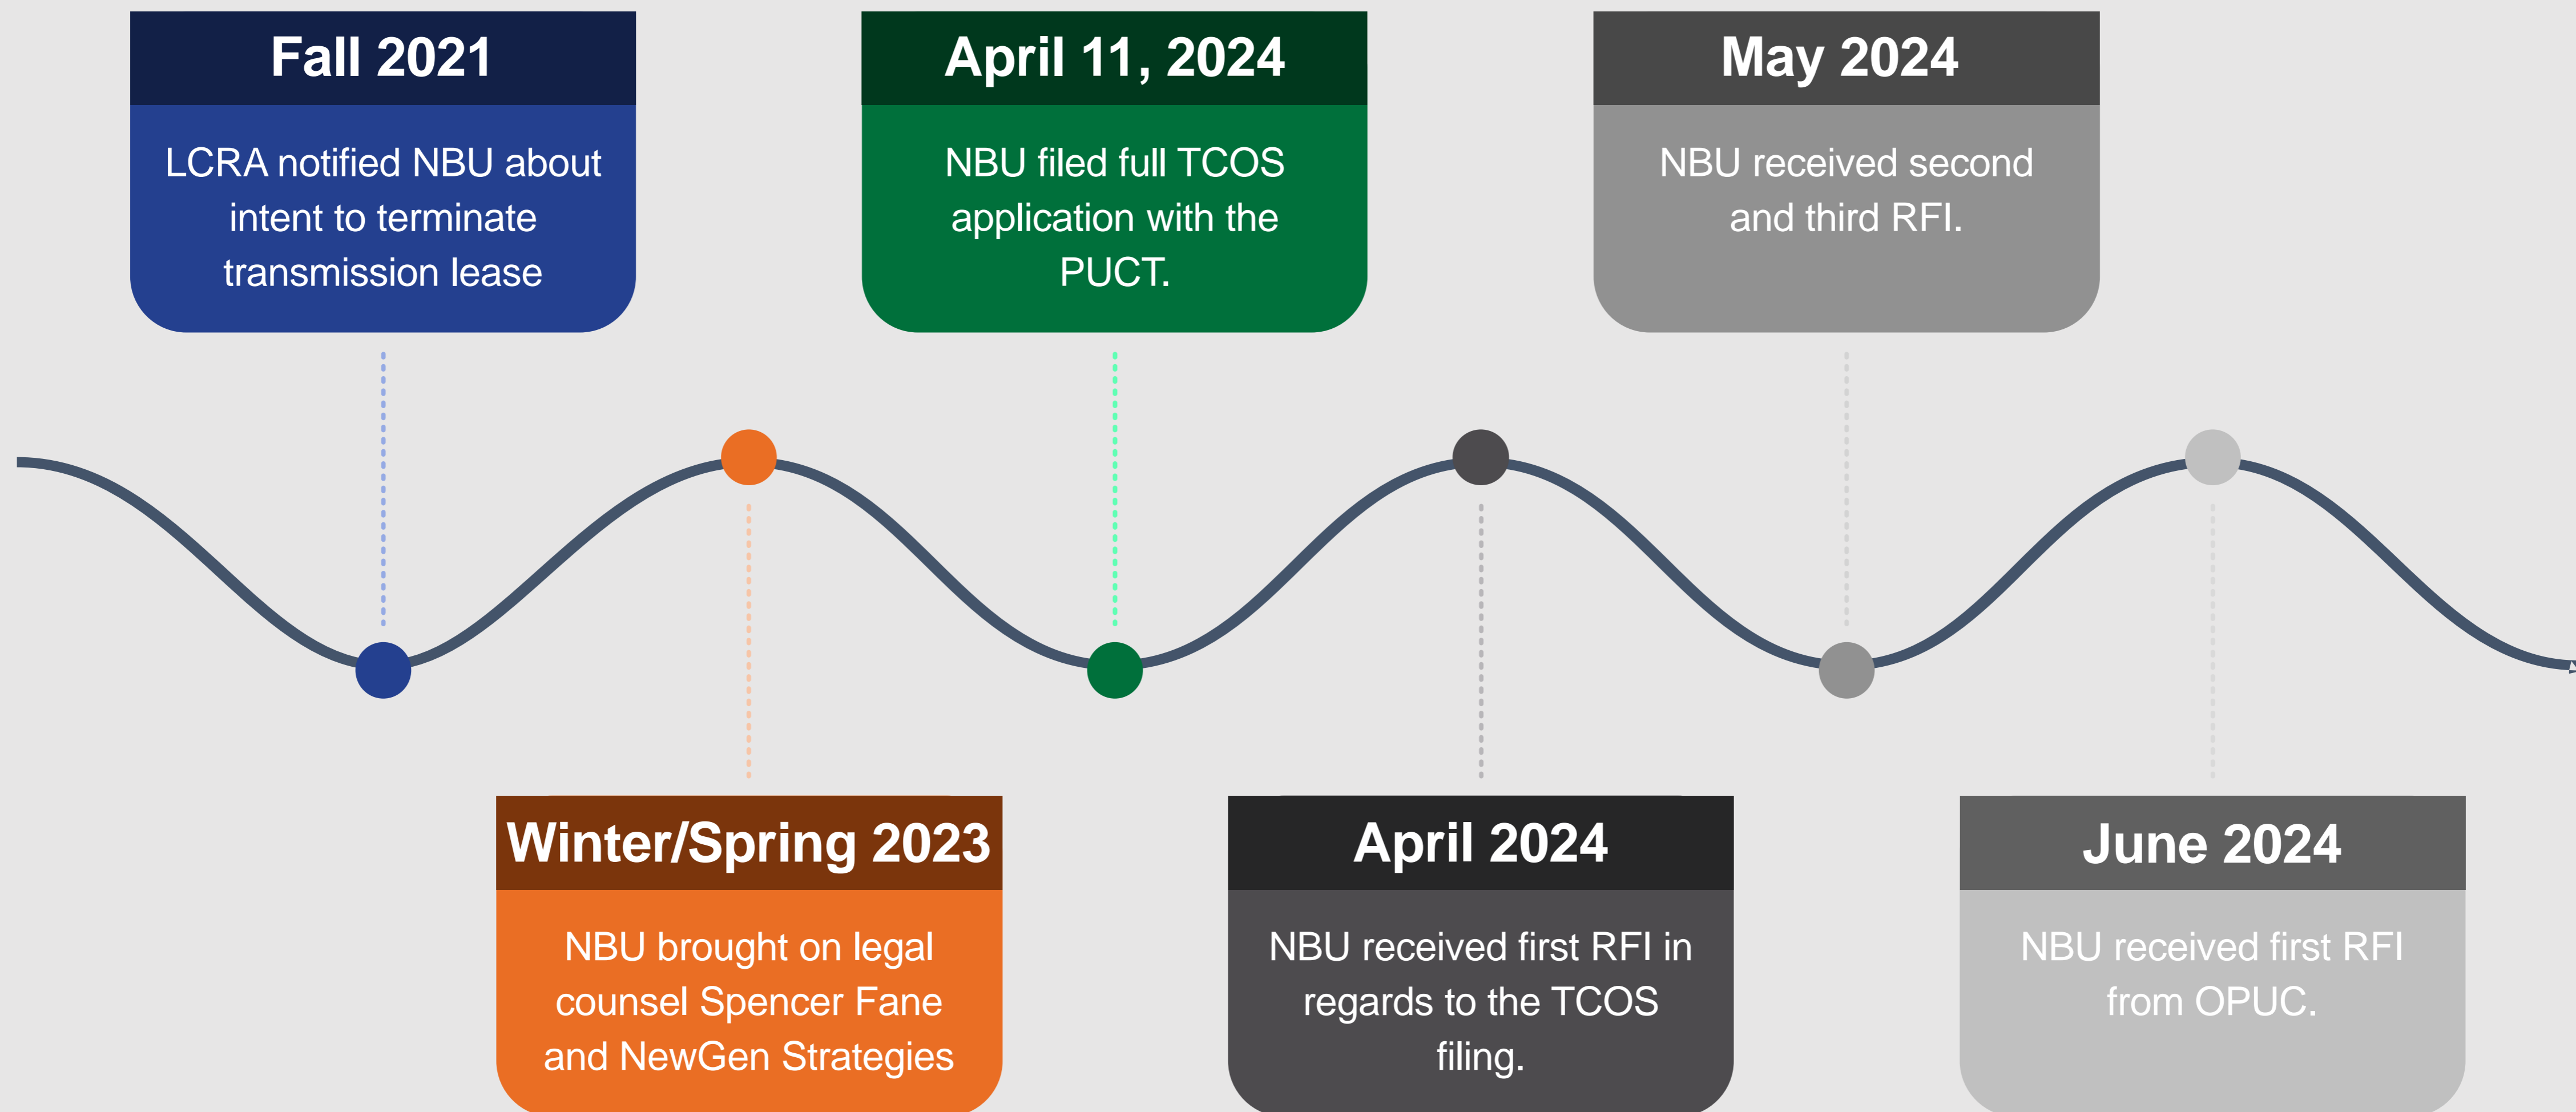 Fall 2021
LCRA notified NBU about
intent to terminate
transmission lease
Winter/Spring 2023
NBU brought on legal
counsel Spencer Fane
and NewGen Strategies
April 11, 2024
NBU filed full TCOS
application with the
PUCT.
April 2024
NBU received first RFI in
regards to the TCOS
filing.
May 2024
NBU received second
and third RFI.
June 2024
NBU received first RFI
from OPUC.